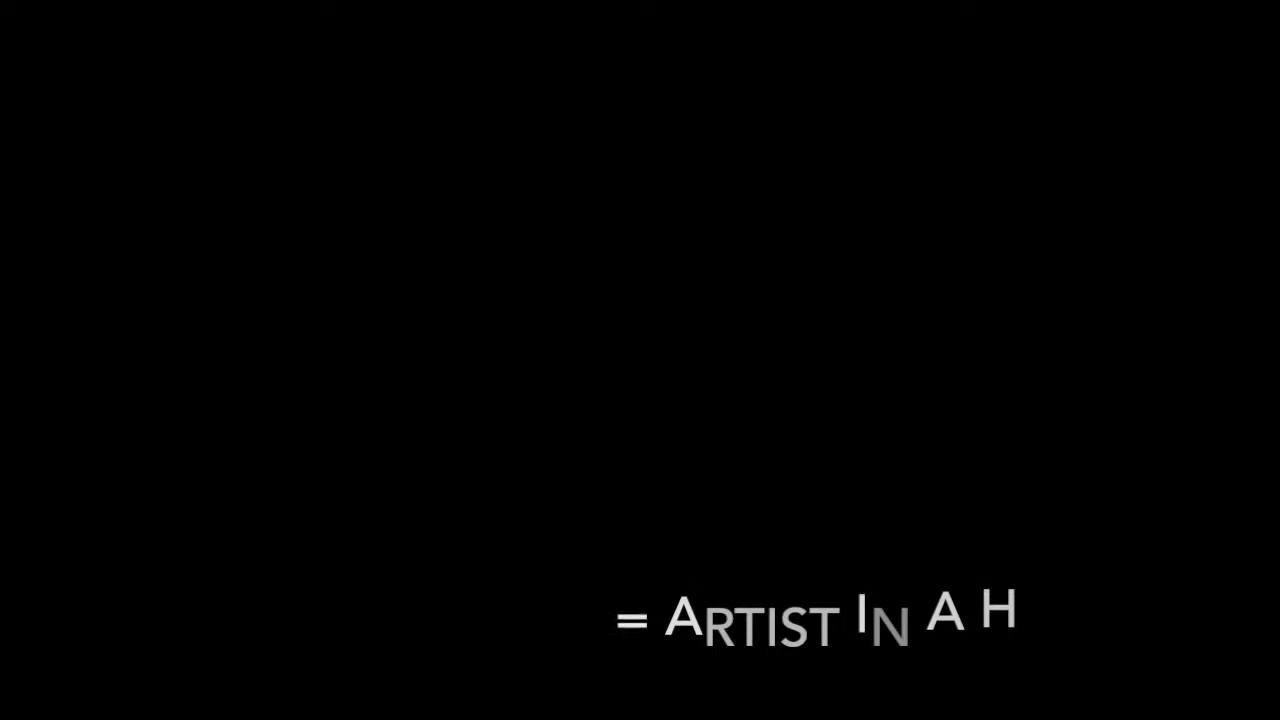 = ARTIST IN A H